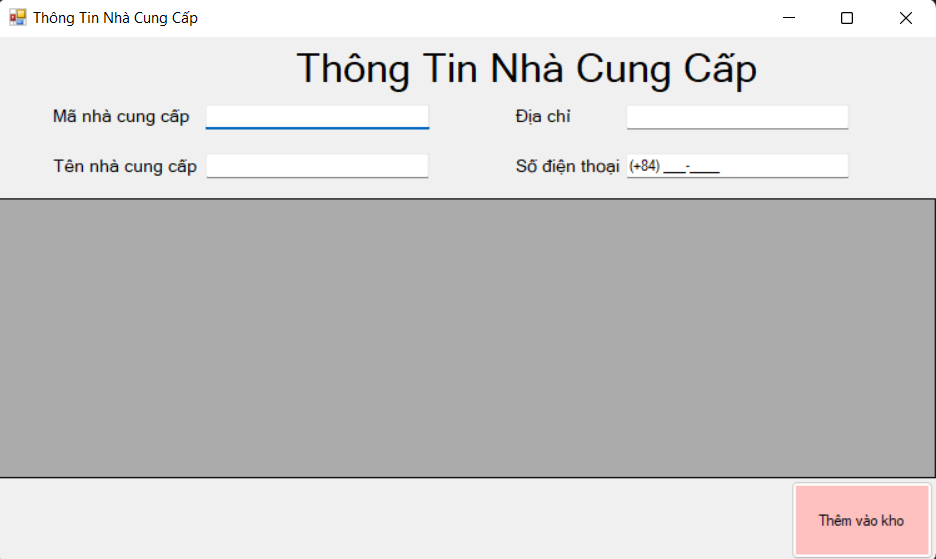 Thông Tin Nhà Cung Cấp
Thông Tin Nhà Cung Cấp
Mã nhà cung cấp
Địa chỉ
Tên nhà cung cấp
Số điện thoại (+84) ___-____
Thêm vào kho